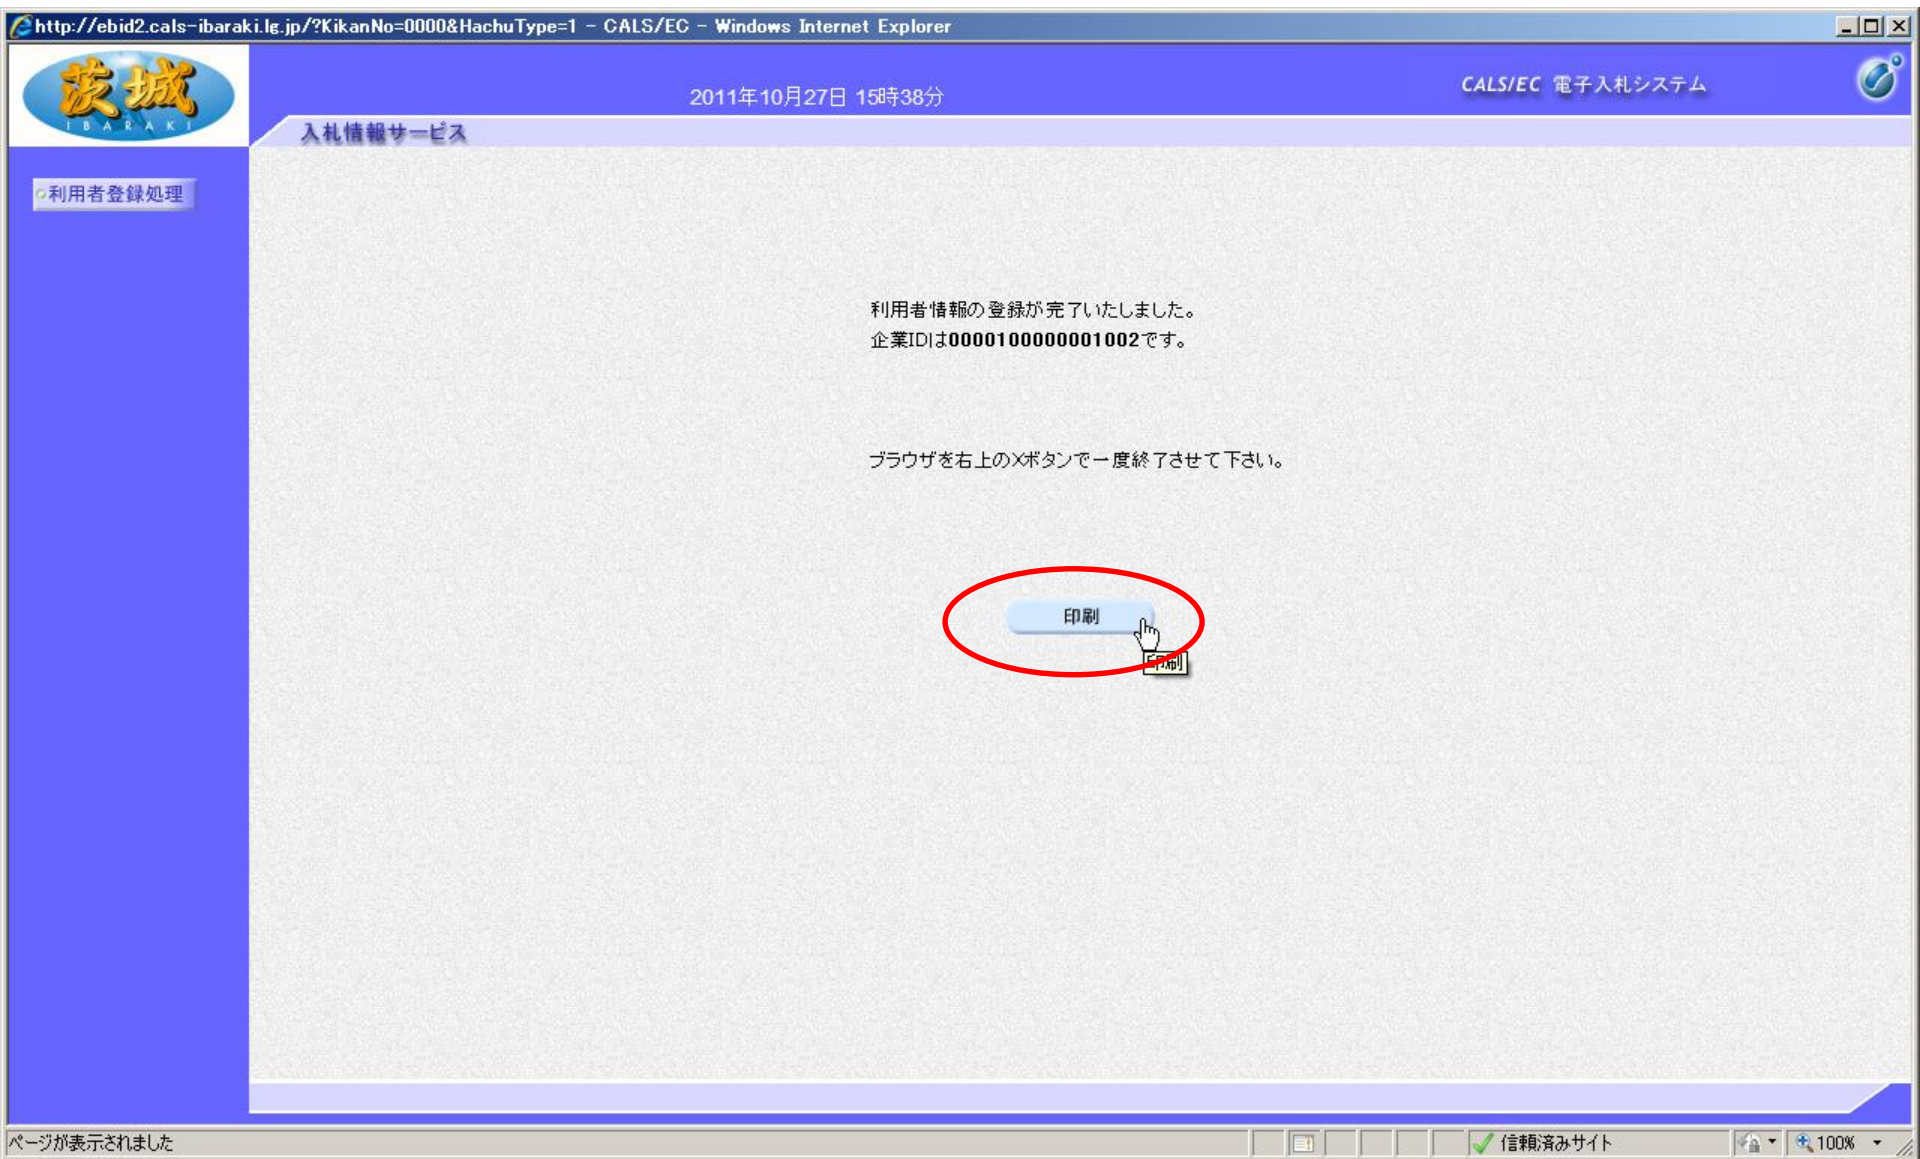 http://ebid2.cals-ibaraki.lg.jp/?KikanNo=0000&HachuType=1 - CALS/EC - Windows Internet Explorer
茨城
IBARAKI
2011年10月27日 15時38分
CALS/EC 電子入札システム
入札情報サービス
利用者登録処理
利用者情報の登録が完了いたしました。
企業IDは0000100000001002です。
ブラウザを右上の×ボタンで一度終了させて下さい。
印刷
印刷
ページが表示されました
信頼済みサイト
100%